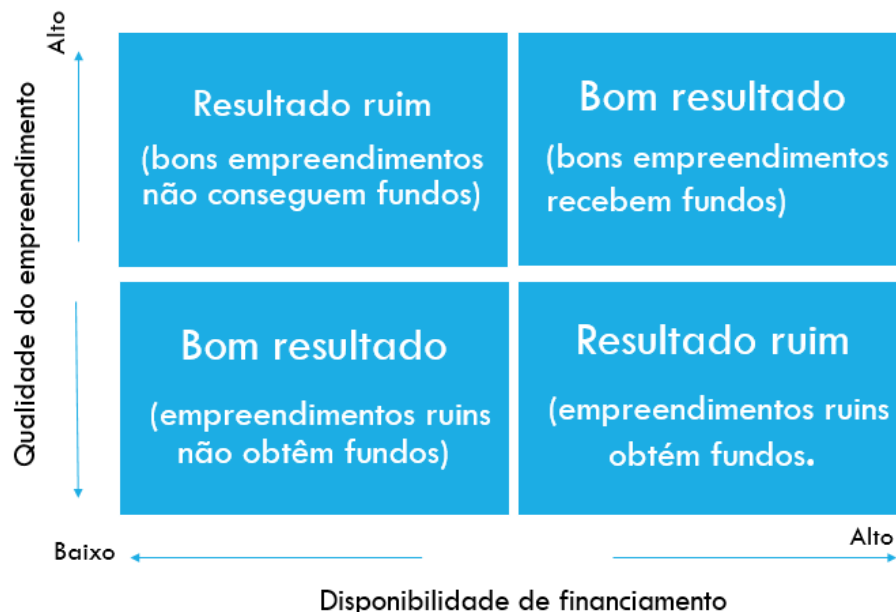 Alto
Qualidade do empreendimento
Resultado ruim
(bons empreendimentos
não conseguem fundos)
Bom resultado
(bons empreendimentos
recebem fundos)
Bom resultado
(empreendimentos ruins
não obtêm fundos)
Resultado ruim
(empreendimentos ruins
obtém fundos.
Baixo
Alto
Disponibilidade de financiamento